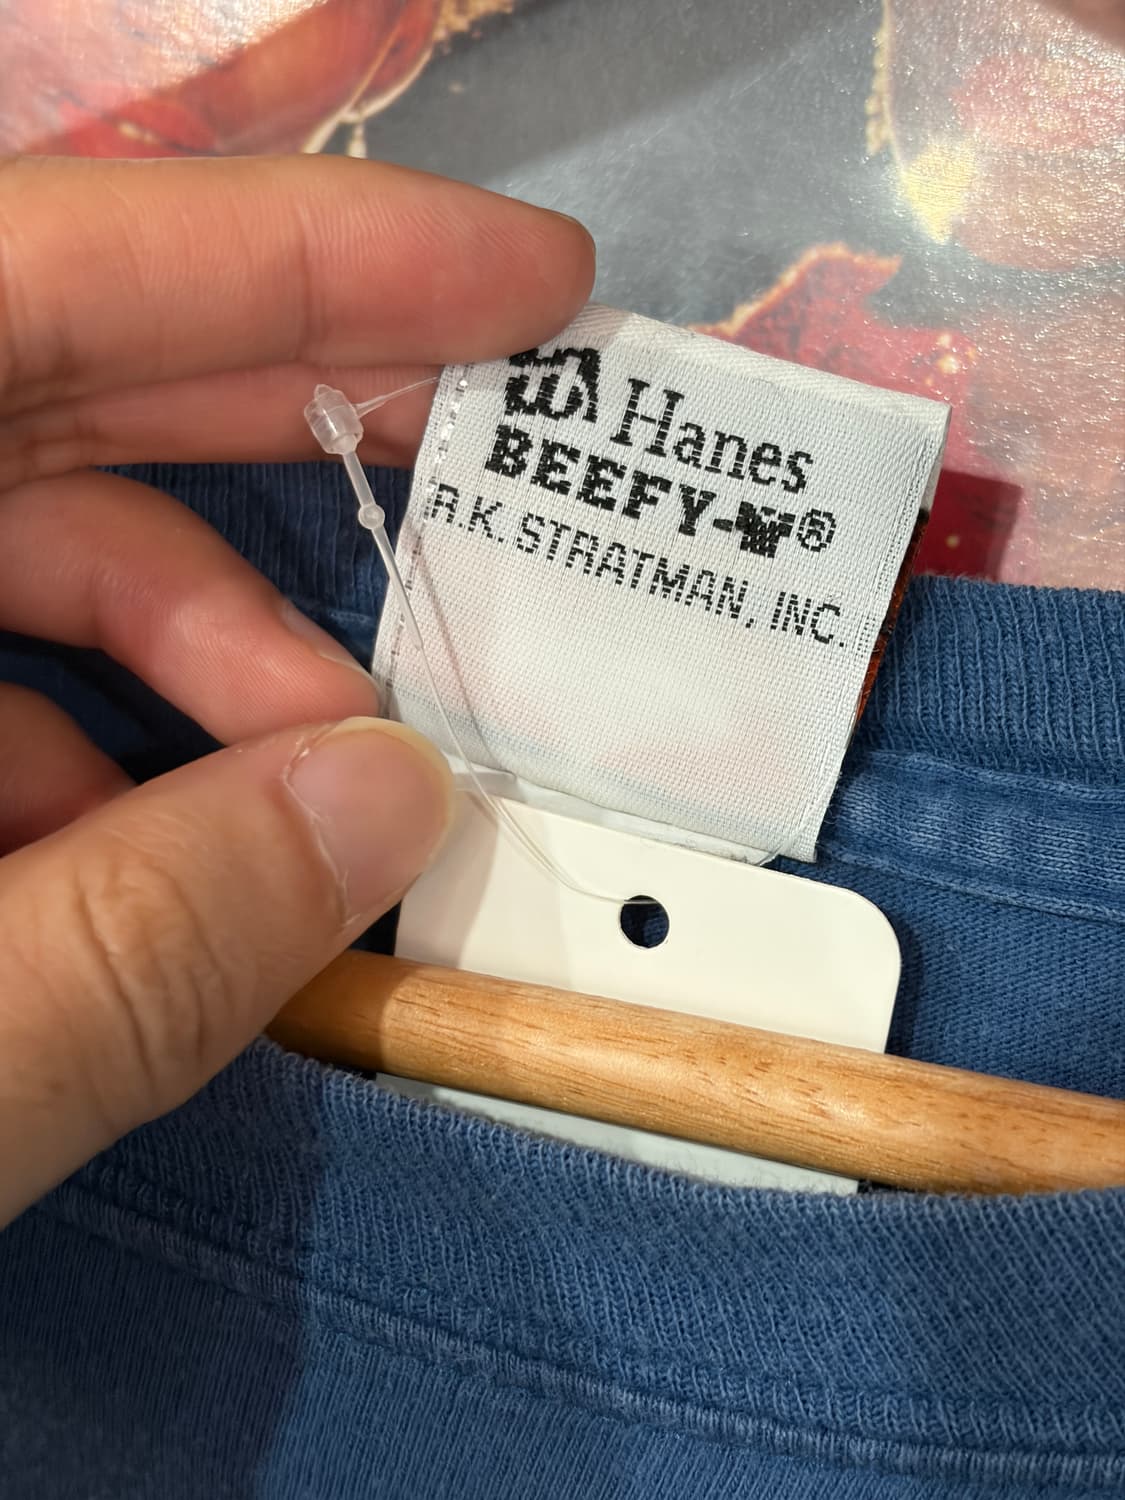 Hanes
BEEFY-T®
R.K. STRATMAN, INC.